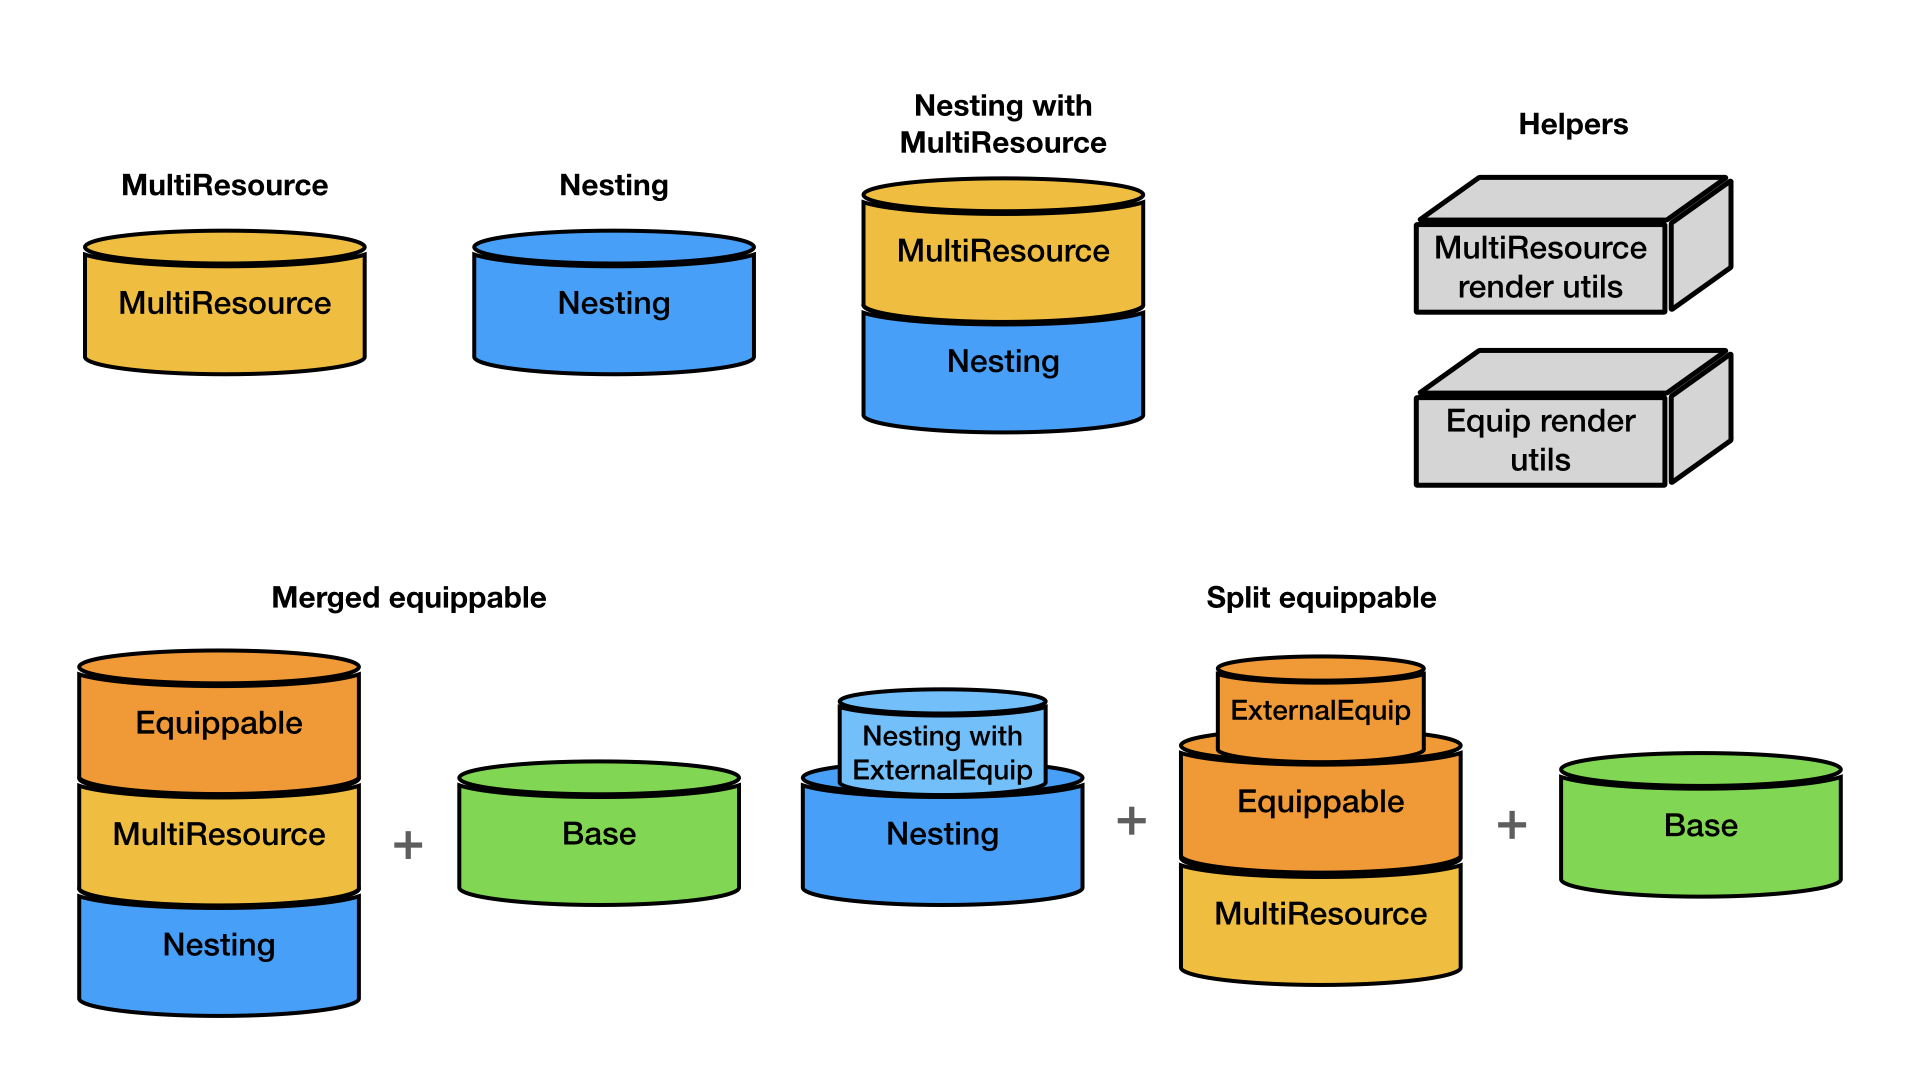 MultiResource
MultiResource
Nesting
Nesting
Nesting with
MultiResource
MultiResource
Nesting
Helpers
MultiResource
render utils
Equip render
utils
Merged equippable
Equippable
MultiResource
Nesting
+
Base
Split equippable
Nesting with
ExternalEquip
Nesting
+
ExternalEquip
Equippable
MultiResource
+
Base